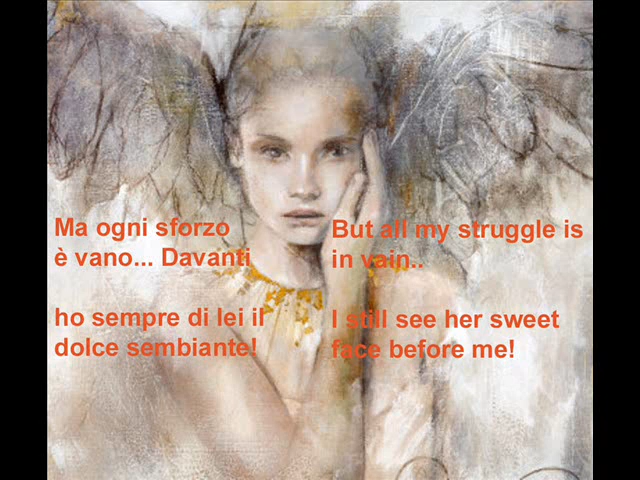 Ma ogni sforzo
è vano... Davanti
ho sempre di lei il
dolce sembiante!
But all my struggle is
in vain..
I still see her sweet
face before me!